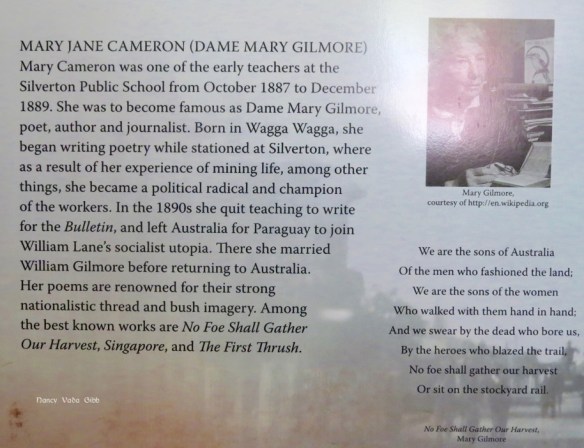 MARY JANE CAMERON (DAME MARY GILMORE)
Mary Cameron was one of the early teachers at the
Silverton Public School from October 1887 to December
1889. She was to become famous as Dame Mary Gilmore,
poet, author and journalist. Born in Wagga Wagga, she
began writing poetry while stationed at Silverton, where
as a result of her experience of mining life, among other
things, she became a political radical and champion
of the workers. In the 1890s she quit teaching to write
for the Bulletin, and left Australia for Paraguay to join
William Lane's socialist utopia. There she married
William Gilmore before returning to Australia.
Her poems are renowned for their strong
nationalistic thread and bush imagery. Among
the best known works are No Foe Shall Gather
Our Harvest, Singapore, and The First Thrush.
Nancy Vada Gibb
Mary Gilmore,
courtesy of http://en.wikipedia.org
We are the sons of Australia
Of the men who fashioned the land;
We are the sons of the women
Who walked with them hand in hand;
And we swear by the dead who bore us,
By the heroes who blazed the trail,
No foe shall gather our harvest
Or sit on the stockyard rail.
No Foe Shall Gather Our Harvest,
Mary Gilmore